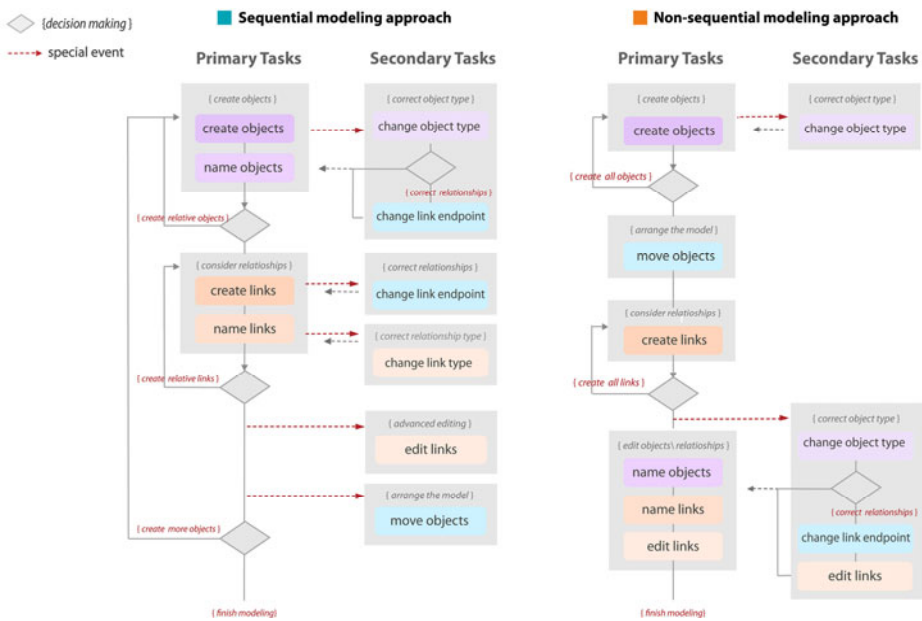 {decision making }
special event
Sequential modeling approach
Primary Tasks
Secondary Tasks
{ create objects }
create objects
name objects
{ correct object type }
change object type
{ correct relationships }
change link endpoint
{ create relative objects }
{ consider relatioships }
create links
name links
{ correct relationships }
change link endpoint
{ correct relationship type }
change link type
{ create relative links }
{ advanced editing }
edit links
{ arrange the model }
move objects
{ create more objects }
{ finish modeling)
Non-sequential modeling approach
Primary Tasks
Secondary Tasks
{ create objects }
create objects
{ correct object type }
change object type
{ create all objects }
{ arrange the model }
move objects
{ consider relatioships }
create links
{ create all links }
{ correct object type }
change object type
{ edit objects\ relatioships }
name objects
name links
edit links
{ correct relationships }
change link endpoint
edit links
{ finish modeling)